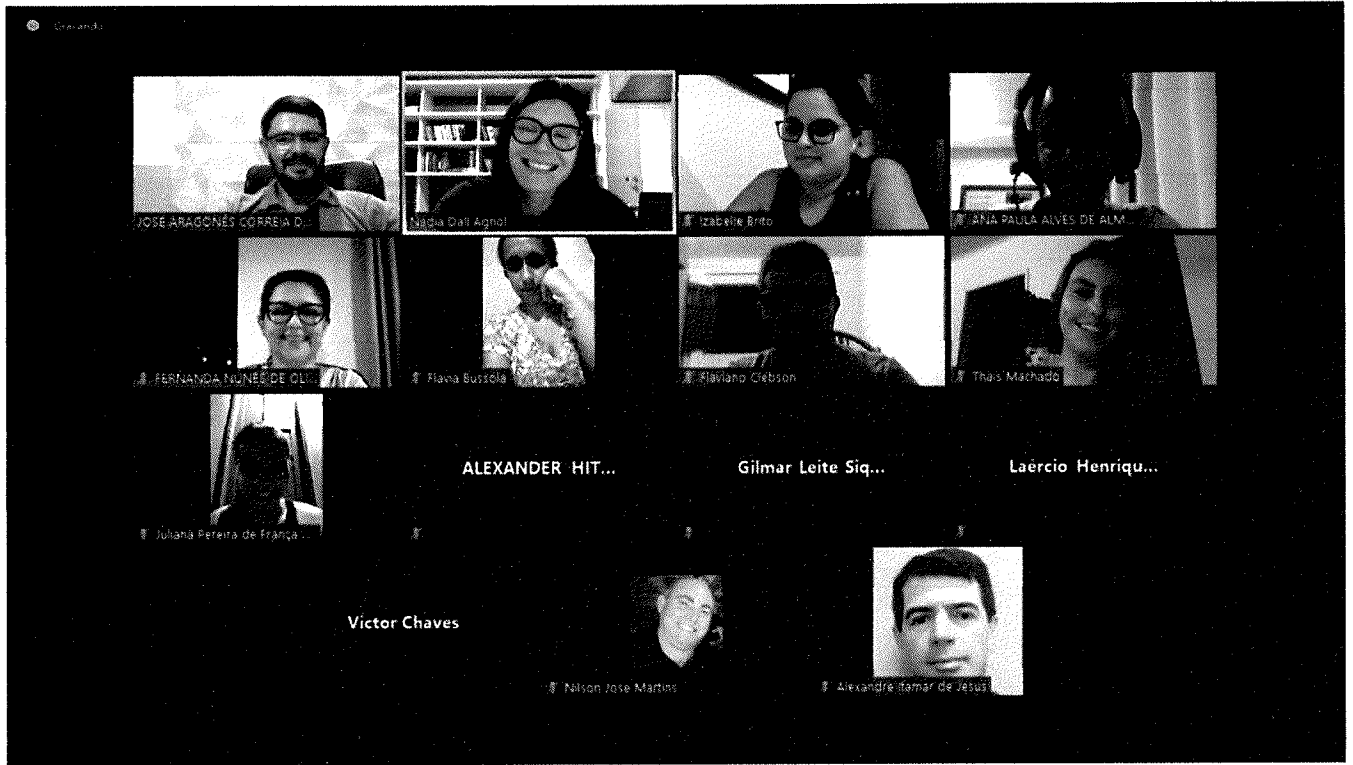 Gravando
JOSÉ ARAGONÉS CORREIA D...
Nadia Dall Agnol
Izabelle Brito
ANA PAULA ALVES DE ALM...
FERNANDA NUNES DE OL...
Flavia Bussola
Flaviano Clebson
Thais Machado
Juliana Pereira de França ...
ALEXANDER HIT...
Gilmar Leite Siq...
Laércio Henriqu...
Victor Chaves
Nilson Jose Martins
Alexandre Itamar de Jesus